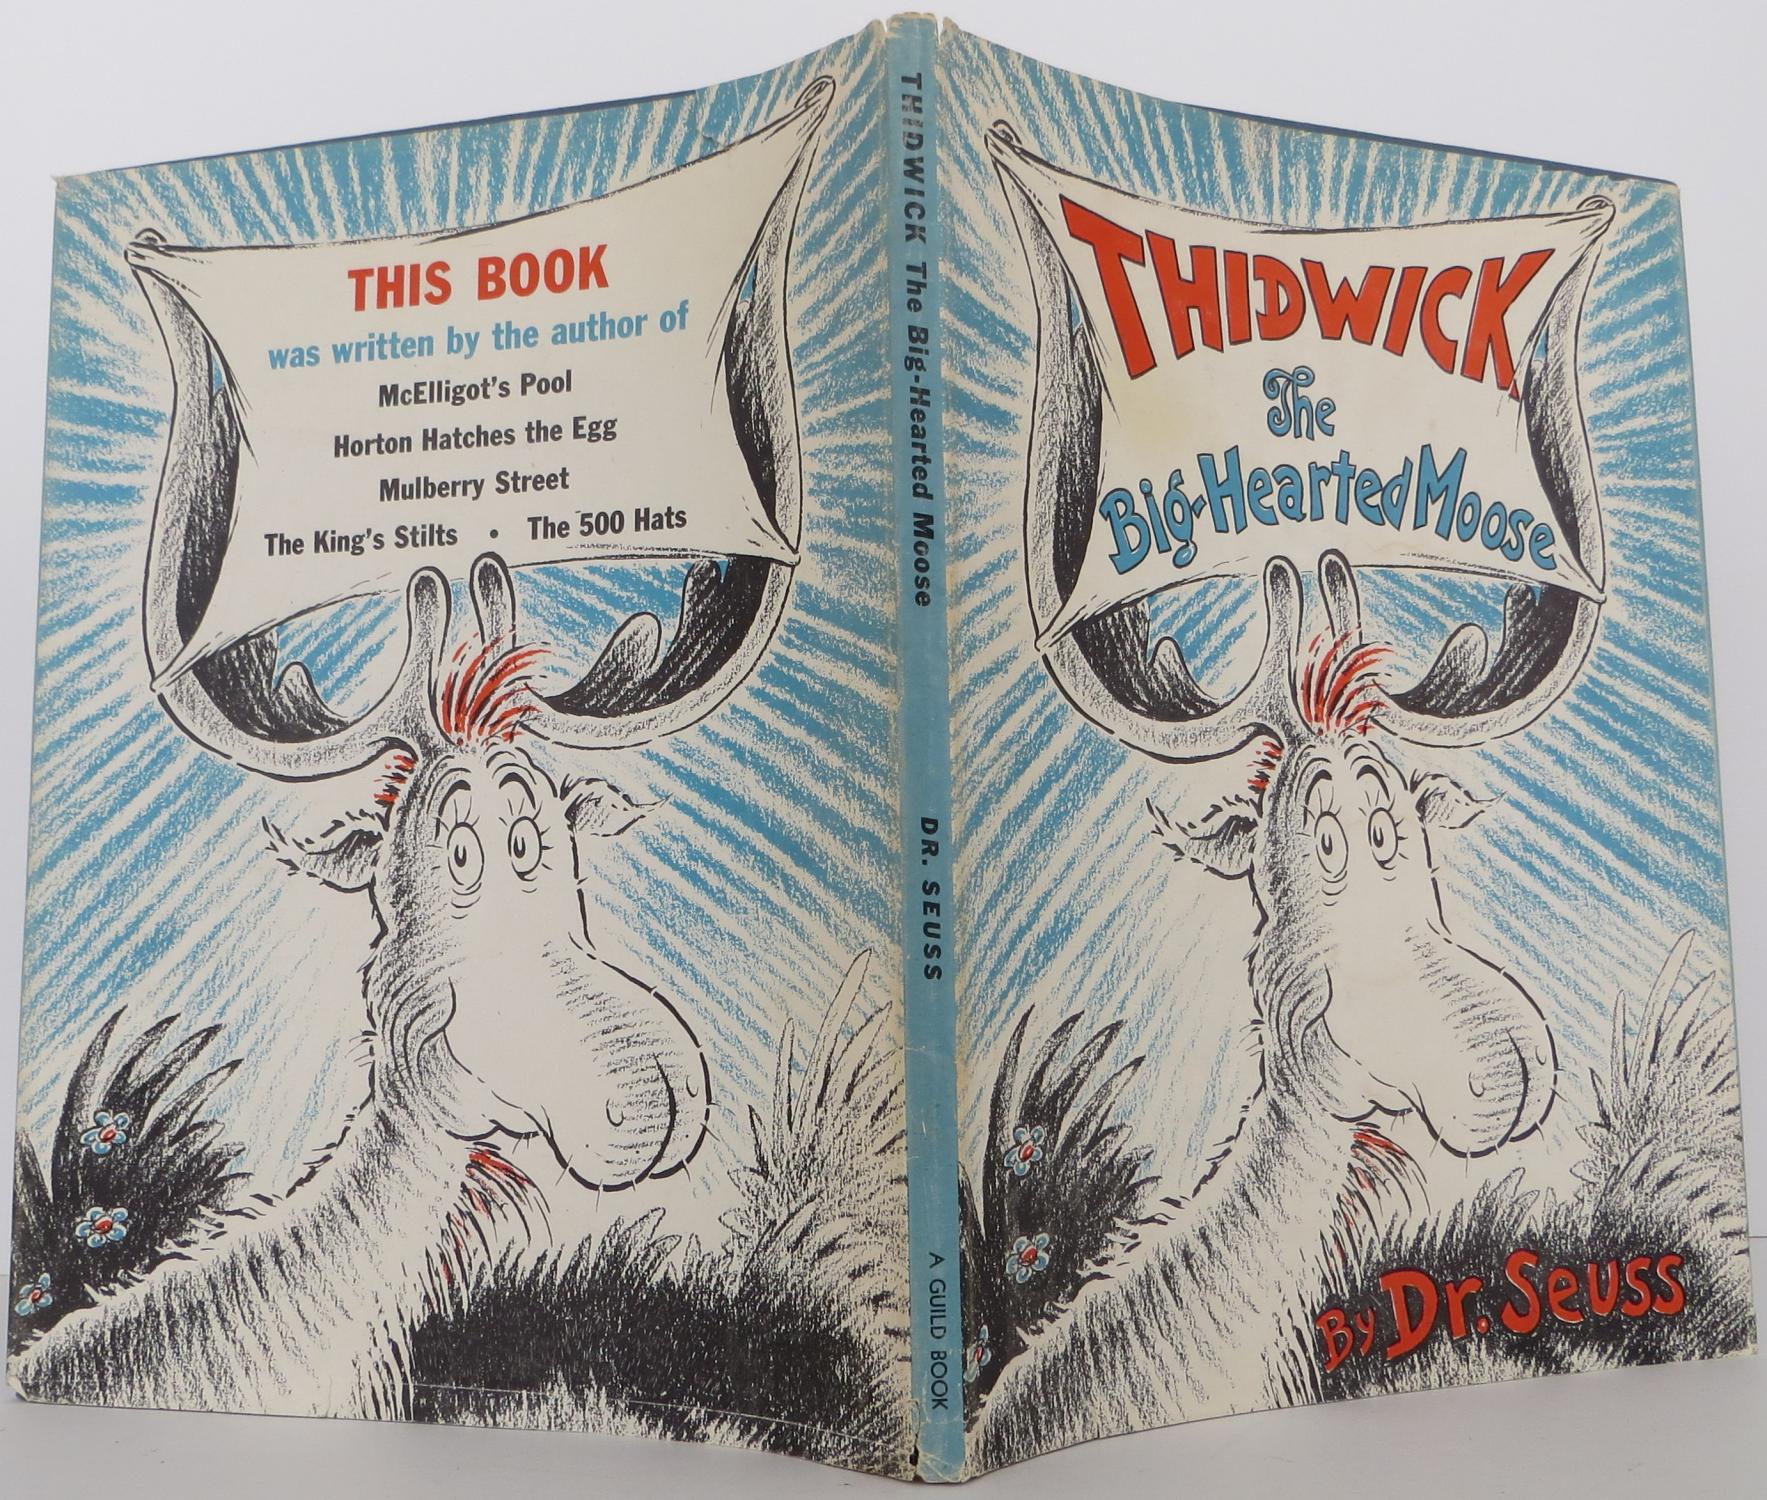 THIS BOOK
was written by the author of
McElligot's Pool
Horton Hatches the Egg
Mulberry Street
The King's Stilts • The 500 Hats
THIDWICK The Big-Hearted Moose
DR. SEUSS
A GUILD BOOK
THIDWICK
The
Big-Hearted Moose
By Dr. Seuss